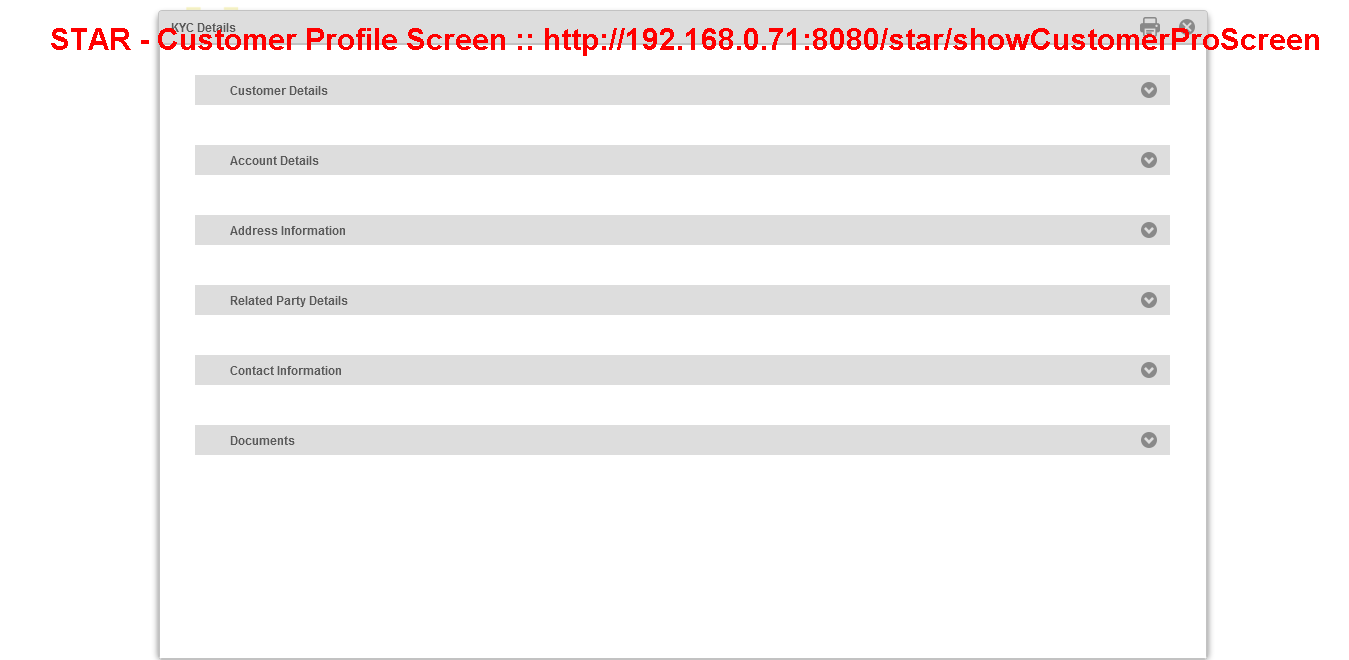 KYC Details
STAR - Customer Profile Screen :: http://192.168.0.71:8080/star/showCustomerProScreen
Customer Details
Account Details
Address Information
Related Party Details
Contact Information
Documents